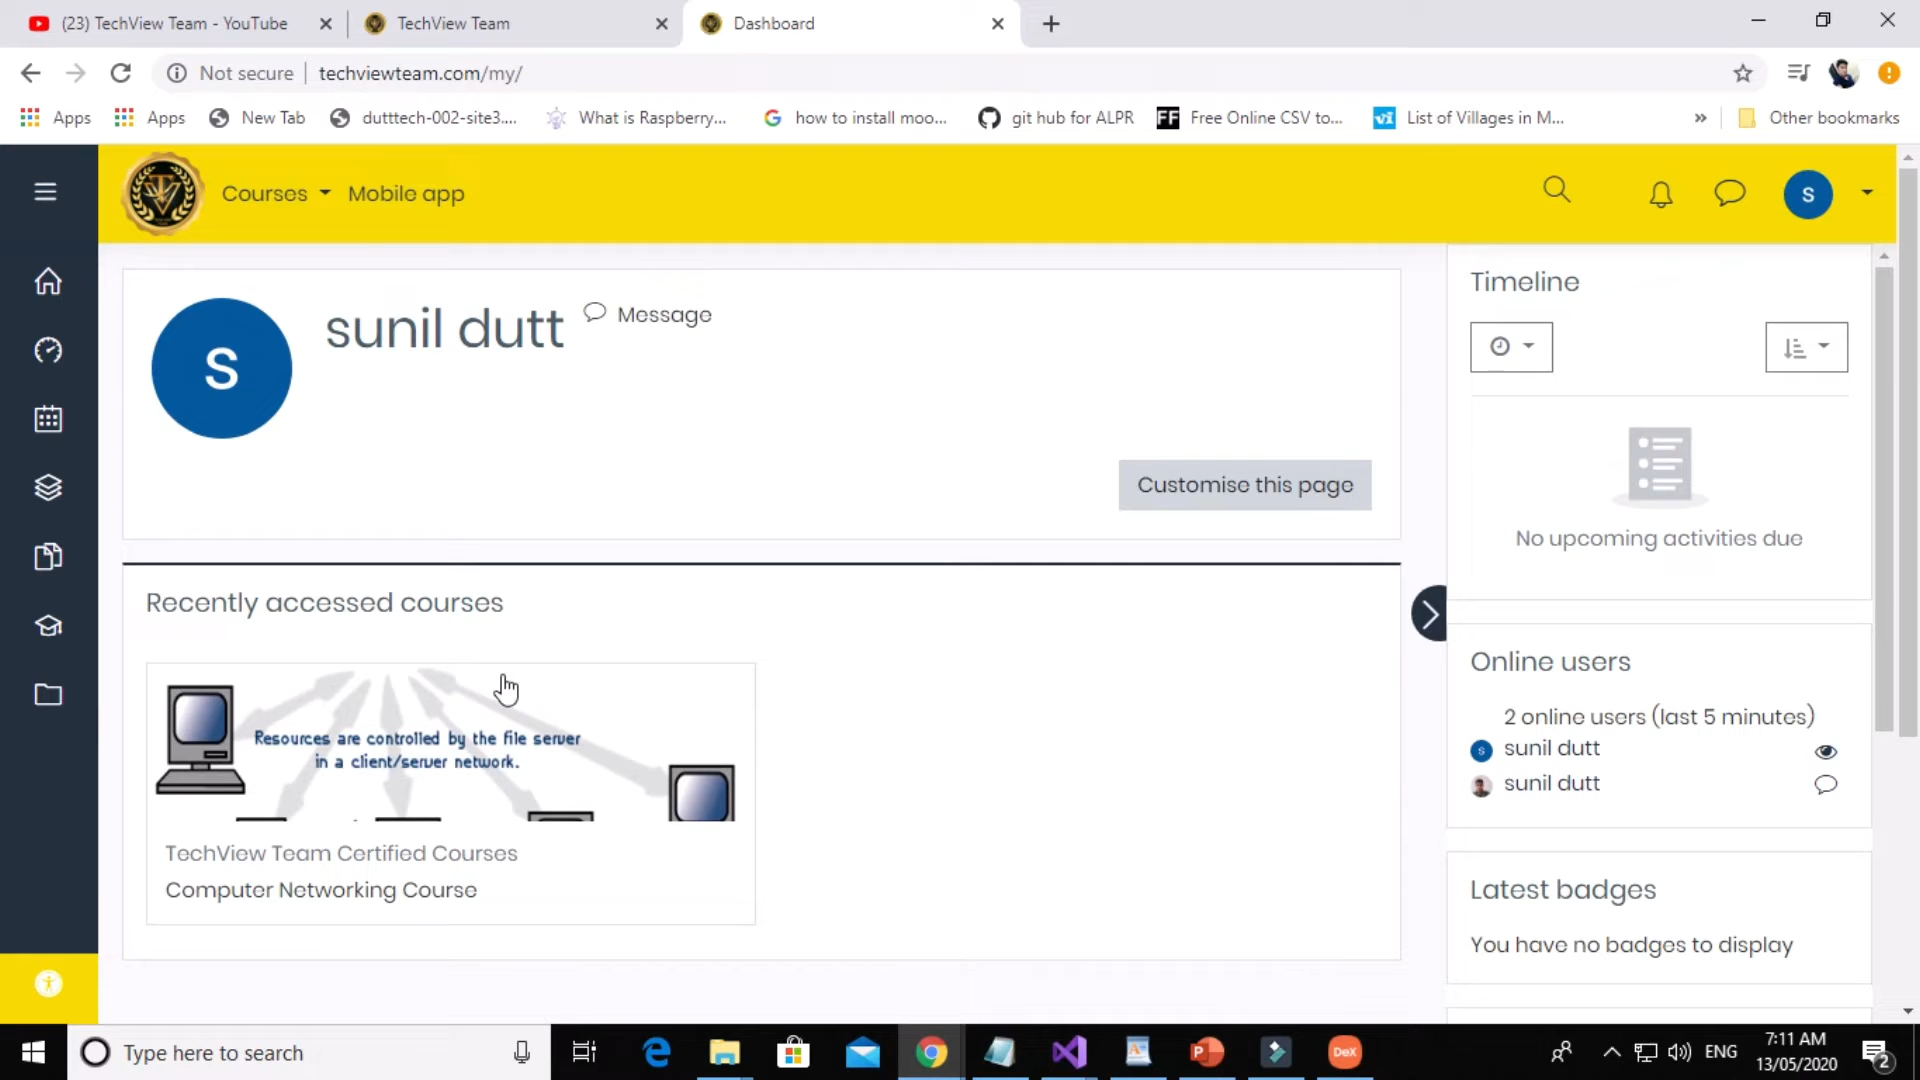 (23) TechView Team - YouTube
TechView Team
Dashboard
Not secure
techviewteam.com/my/
Apps
Apps
New Tab
dutttech-002-site3....
What is Raspberry...
how to install moo...
git hub for ALPR
FF
Free Online CSV to...
vi
List of Villages in M...
»
Other bookmarks
Courses
Mobile app
S
S
sunil dutt
Message
Customise this page
Recently accessed courses
Resources are controlled by the file server
in a client/server network.
TechView Team Certified Courses
Computer Networking Course
Timeline
No upcoming activities due
Online users
2 online users (last 5 minutes)
S
sunil dutt
sunil dutt
Latest badges
You have no badges to display
Type here to search
DeX
ENG
7:11 AM
13/05/2020
2